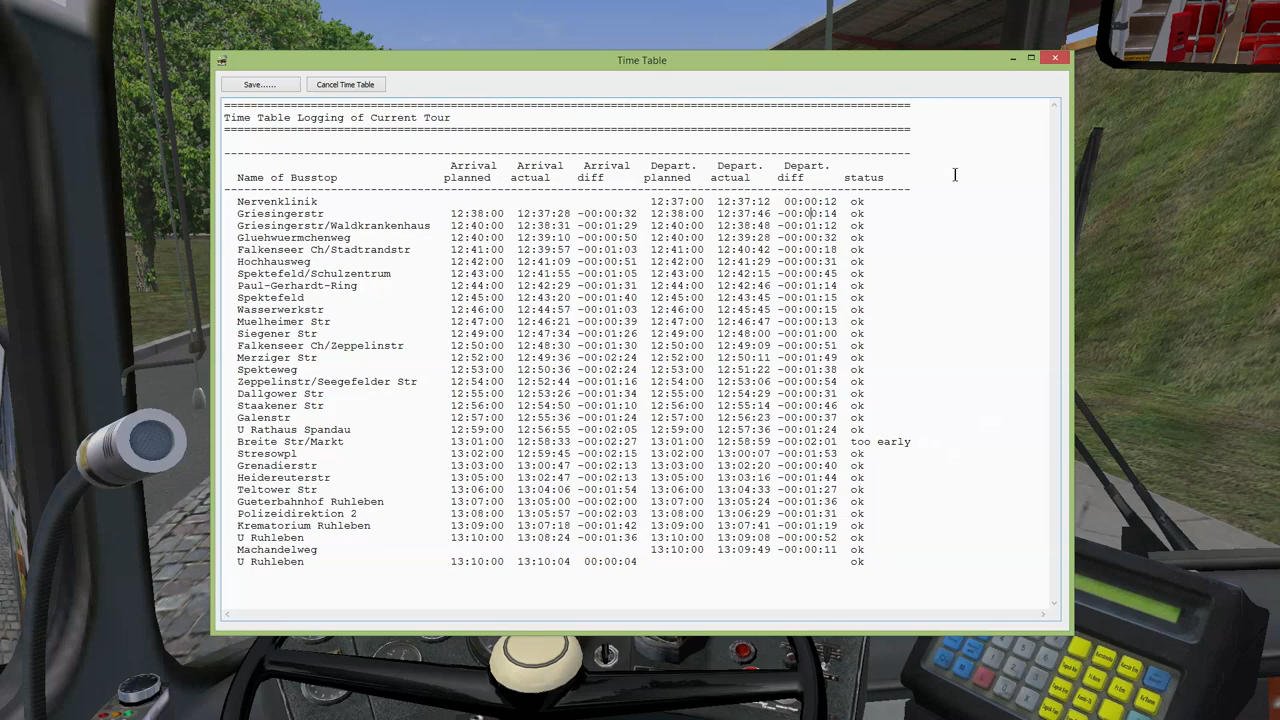 Time Table
Save...... Cancel Time Table
Time Table Logging of Current Tour
Arrival Arrival Arrival Depart. Depart. Depart.
Name of Busstop planned actual diff planned actual diff status
Nervenklinik 12:37:00 12:37:12 00:00:12 ok
Griesingerstr 12:38:00 12:37:28 -00:00:32 12:38:00 12:37:46 -00:00:14 ok
Griesingerstr/Waldkrankenhaus 12:40:00 12:38:31 -00:01:29 12:40:00 12:38:48 -00:01:12 ok
Gluehwuermchenweg 12:40:00 12:39:10 -00:00:50 12:40:00 12:39:28 -00:00:32 ok
Falkenseer Ch/Stadtrandstr 12:41:00 12:39:57 -00:01:03 12:41:00 12:40:42 -00:00:18 ok
Hochhausweg 12:42:00 12:41:09 -00:00:51 12:42:00 12:41:29 -00:00:31 ok
Spektefeld/Schulzentrum 12:43:00 12:41:55 -00:01:05 12:43:00 12:42:15 -00:00:45 ok
Paul-Gerhardt-Ring 12:44:00 12:42:29 -00:01:31 12:44:00 12:42:46 -00:01:14 ok
Spektefeld 12:45:00 12:43:20 -00:01:40 12:45:00 12:43:45 -00:01:15 ok
Wasserwerkstr 12:46:00 12:44:57 -00:01:03 12:46:00 12:45:45 -00:00:15 ok
Muelheimer Str 12:47:00 12:46:21 -00:00:39 12:47:00 12:46:47 -00:00:13 ok
Siegener Str 12:49:00 12:47:34 -00:01:26 12:49:00 12:48:00 -00:01:00 ok
Falkenseer Ch/Zeppelinstr 12:50:00 12:48:30 -00:01:30 12:50:00 12:49:09 -00:00:51 ok
Merziger Str 12:52:00 12:49:36 -00:02:24 12:52:00 12:50:11 -00:01:49 ok
Spekteweg 12:53:00 12:50:36 -00:02:24 12:53:00 12:51:22 -00:01:38 ok
Zeppelinstr/Seegefelder Str 12:54:00 12:52:44 -00:01:16 12:54:00 12:53:06 -00:00:54 ok
Dallgower Str 12:55:00 12:53:26 -00:01:34 12:55:00 12:54:29 -00:00:31 ok
Staakener Str 12:56:00 12:54:50 -00:01:10 12:56:00 12:55:14 -00:00:46 ok
Galenstr 12:57:00 12:55:36 -00:01:24 12:57:00 12:56:23 -00:00:37 ok
U Rathaus Spandau 12:59:00 12:56:55 -00:02:05 12:59:00 12:57:36 -00:01:24 ok
Breite Str/Markt 13:01:00 12:58:33 -00:02:27 13:01:00 12:58:59 -00:02:01 too early
Stresowpl 13:02:00 12:59:45 -00:02:15 13:02:00 13:00:07 -00:01:53 ok
Grenadierstr 13:03:00 13:00:47 -00:02:13 13:03:00 13:02:20 -00:00:40 ok
Heidereuterstr 13:05:00 13:02:47 -00:02:13 13:05:00 13:03:16 -00:01:44 ok
Teltower Str 13:06:00 13:04:06 -00:01:54 13:06:00 13:04:33 -00:01:27 ok
Gueterbahnhof Ruhleben 13:07:00 13:05:00 -00:02:00 13:07:00 13:05:24 -00:01:36 ok
Polizeidirektion 2 13:08:00 13:05:57 -00:02:03 13:08:00 13:06:29 -00:01:31 ok
Krematorium Ruhleben 13:09:00 13:07:18 -00:01:42 13:09:00 13:07:41 -00:01:19 ok
U Ruhleben 13:10:00 13:08:24 -00:01:36 13:10:00 13:09:08 -00:00:52 ok
Machandelweg 13:10:00 13:09:49 -00:00:11 ok
U Ruhleben 13:10:00 13:10:04 00:00:04 ok